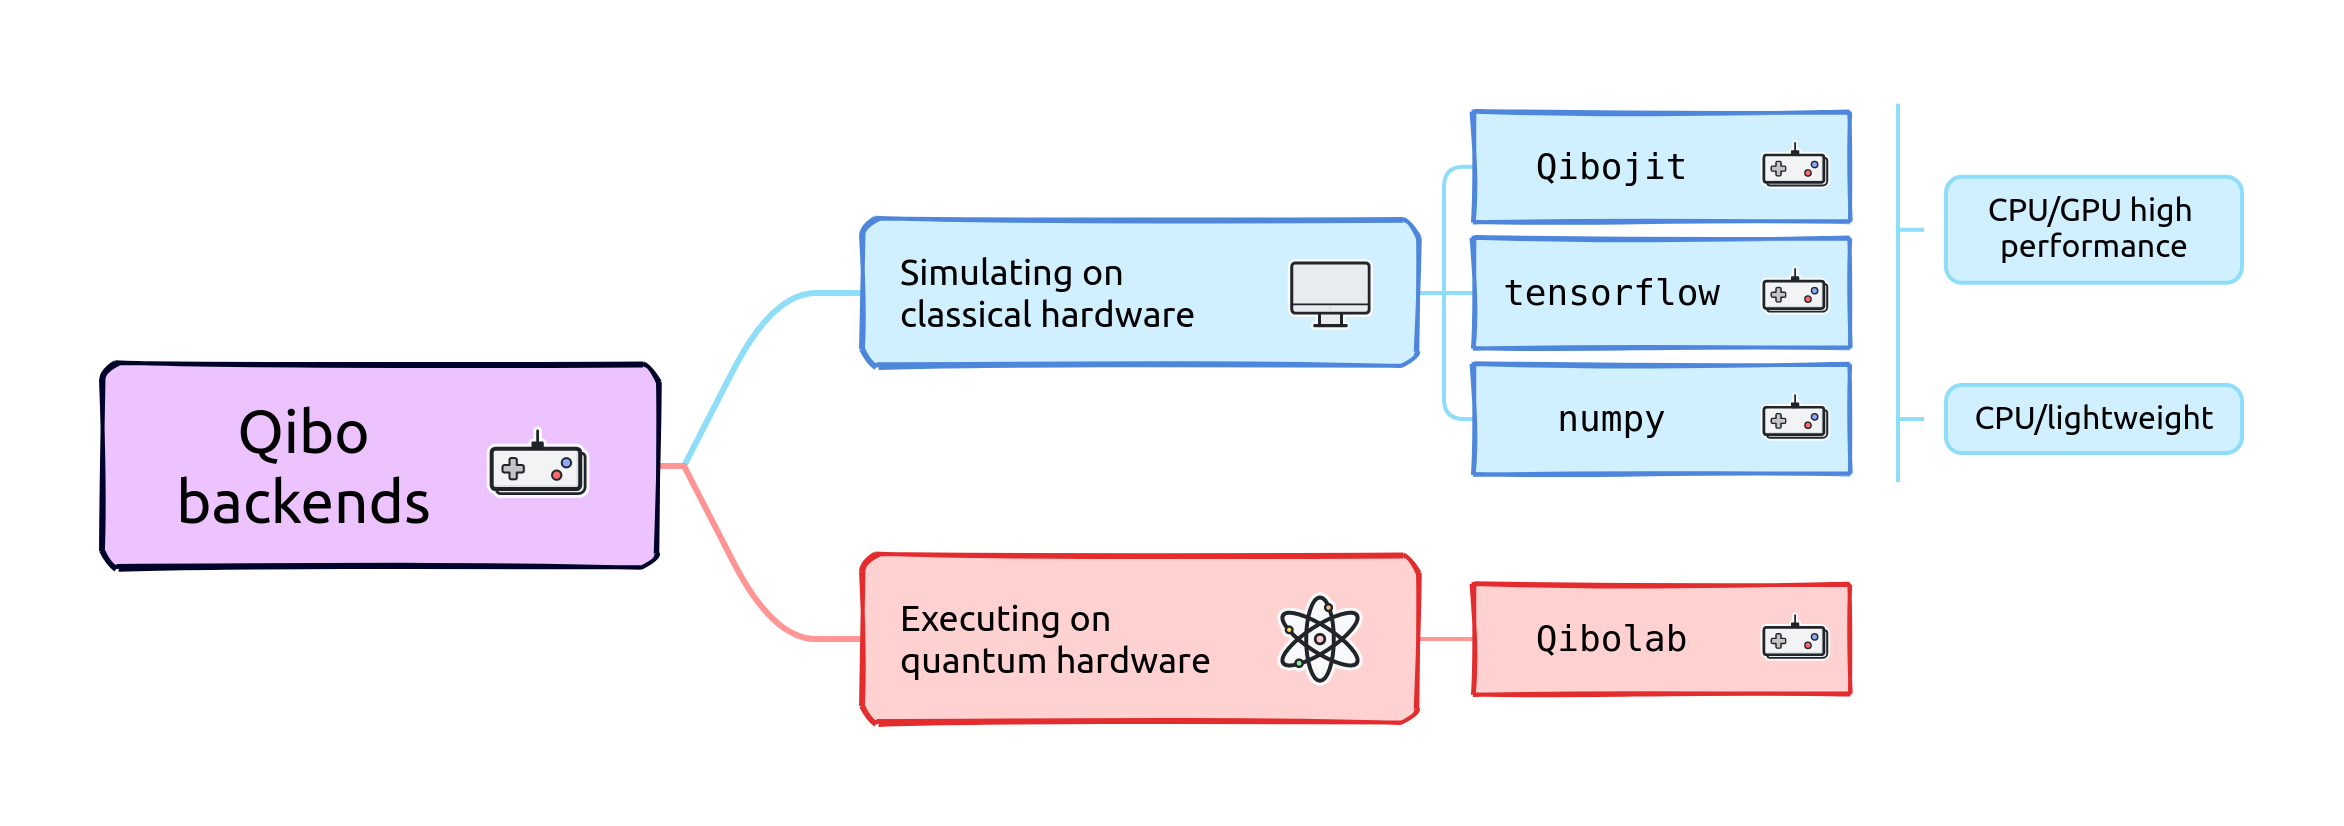 Qibo
backends
Simulating on
classical hardware
Qibojit
tensorflow
numpy
CPU/GPU high
performance
CPU/lightweight
Executing on
quantum hardware
Qibolab